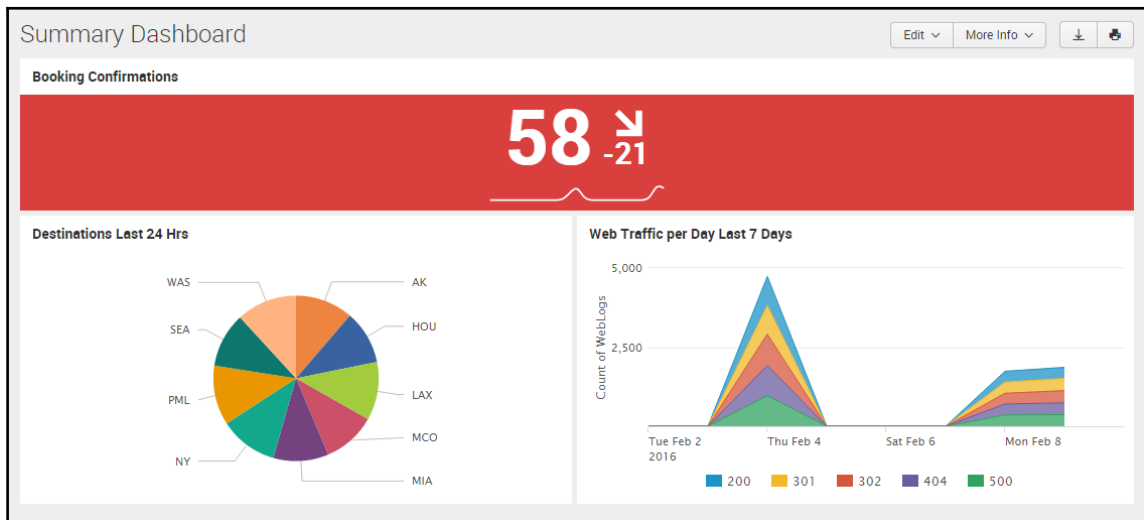 Summary Dashboard
Edit
More Info
Booking Confirmations
58
-21
Destinations Last 24 Hrs
WAS
AK
SEA
HOU
PML
LAX
NY
MCO
MIA
Web Traffic per Day Last 7 Days
Count of WebLogs
5,000
2,500
Tue Feb 2
2016
Thu Feb 4
Sat Feb 6
Mon Feb 8
200
301
302
404
500